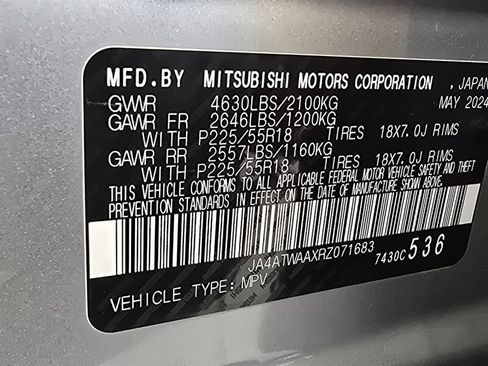 MFD.BY MITSUBISHI MOTORS CORPORATION , JAPAN
GVWR 4630LBS/2100KG MAY 2024
GAWR FR 2646LBS/1200KG
WITH P225/55R18 TIRES 18X7.0J RIMS
GAWR RR 2557LBS/1160KG
WITH P225/55R18 TIRES 18X7.0J RIMS
THIS VEHICLE CONFORMS TO ALL APPLICABLE FEDERAL MOTOR VEHICLE SAFETY AND THEFT
PREVENTION STANDARDS IN EFFECT ON THE DATE OF MANUFACTURE SHOWN ABOVE.
JA4ATWAAXRZ071683 7430C 536
VEHICLE TYPE: MPV